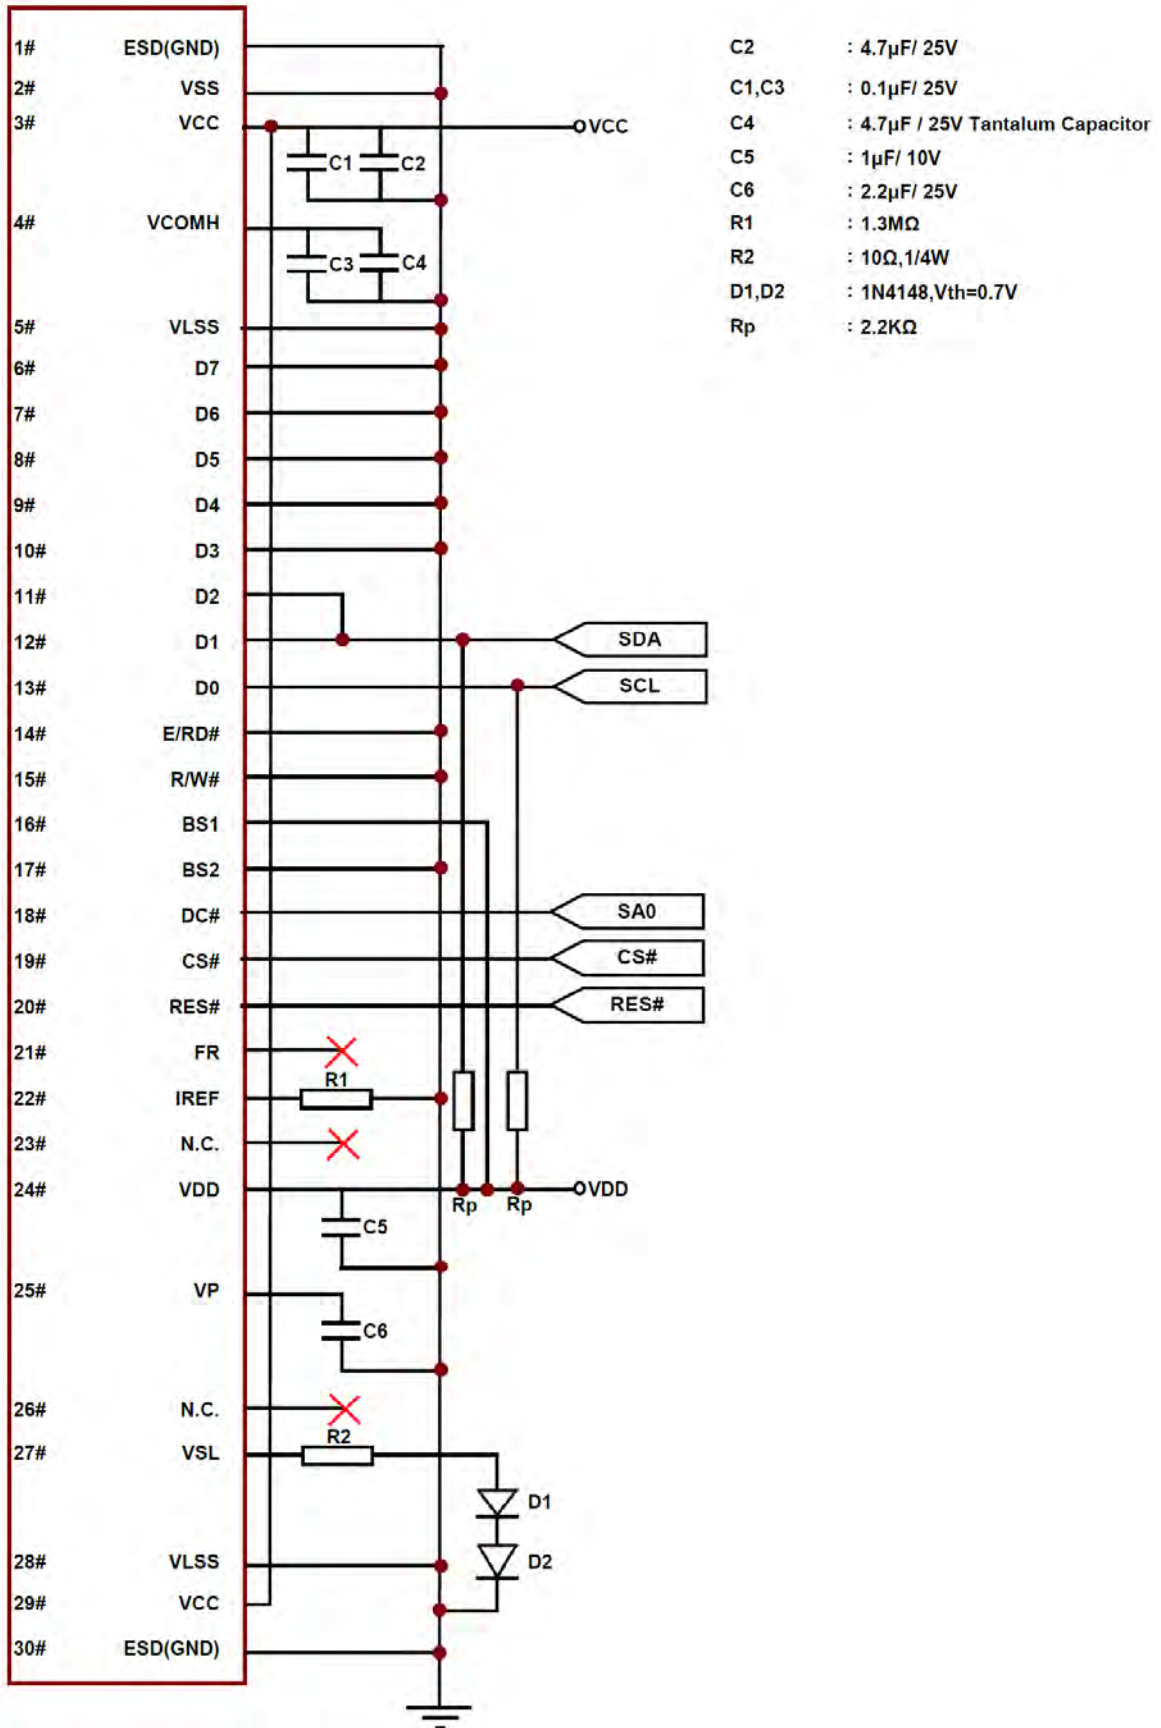 1# ESD(GND)
2# VSS
3# VCC
VCC
C1
C2
4# VCOMH
C3
C4
5# VLSS
6# D7
7# D6
8# D5
9# D4
10# D3
11# D2
12# D1
SDA
13# D0
SCL
14# E/RD#
15# R/W#
16# BS1
17# BS2
18# DC#
SA0
19# CS#
CS#
20# RES#
RES#
21# FR
R1
22# IREF
23# N.C.
24# VDD
VDD
Rp
Rp
C5
25# VP
C6
26# N.C.
R2
27# VSL
D1
28# VLSS
D2
29# VCC
30# ESD(GND)
C2 : 4.7µF/ 25V
C1,C3 : 0.1µF/ 25V
C4 : 4.7µF / 25V Tantalum Capacitor
C5 : 1µF/ 10V
C6 : 2.2µF/ 25V
R1 : 1.3MΩ
R2 : 10Ω,1/4W
D1,D2 : 1N4148,Vth=0.7V
Rp : 2.2KΩ